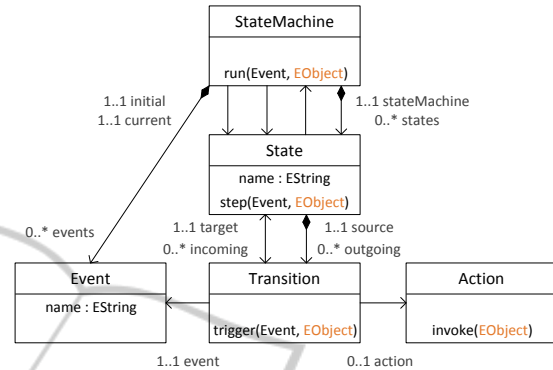 StateMachine
run(Event, EObject)
1..1 initial
1..1 current
1..1 stateMachine
0..* states
State
name : EString
step(Event, EObject)
0..* events
1..1 target
0..* incoming
1..1 source
0..* outgoing
Event
name : EString
Transition
trigger(Event, EObject)
Action
invoke(EObject)
1..1 event
0..1 action